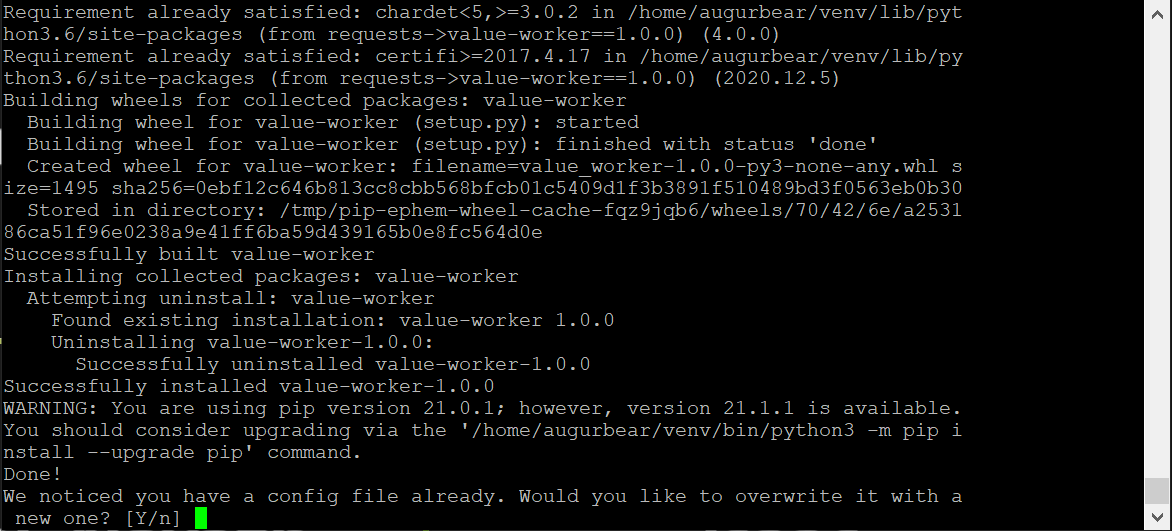 Requirement already satisfied: chardet<5,>=3.0.2 in /home/augurbear/venv/lib/pyt
hon3.6/site-packages (from requests->value-worker==1.0.0) (4.0.0)
Requirement already satisfied: certifi>=2017.4.17 in /home/augurbear/venv/lib/py
thon3.6/site-packages (from requests->value-worker==1.0.0) (2020.12.5)
Building wheels for collected packages: value-worker
  Building wheel for value-worker (setup.py): started
  Building wheel for value-worker (setup.py): finished with status 'done'
  Created wheel for value-worker: filename=value_worker-1.0.0-py3-none-any.whl s
ize=1495 sha256=0ebf12c646b813cc8cbb568bfcb01c5409d1f3b3891f510489bd3f0563eb0b30
  Stored in directory: /tmp/pip-ephem-wheel-cache-fqz9jqb6/wheels/70/42/6e/a2531
86ca51f96e0238a9e41ff6ba59d439165b0e8fc564d0e
Successfully built value-worker
Installing collected packages: value-worker
  Attempting uninstall: value-worker
    Found existing installation: value-worker 1.0.0
    Uninstalling value-worker-1.0.0:
      Successfully uninstalled value-worker-1.0.0
Successfully installed value-worker-1.0.0
WARNING: You are using pip version 21.0.1; however, version 21.1.1 is available.
You should consider upgrading via the '/home/augurbear/venv/bin/python3 -m pip i
nstall --upgrade pip' command.
Done!
We noticed you have a config file already. Would you like to overwrite it with a
 new one? [Y/n]